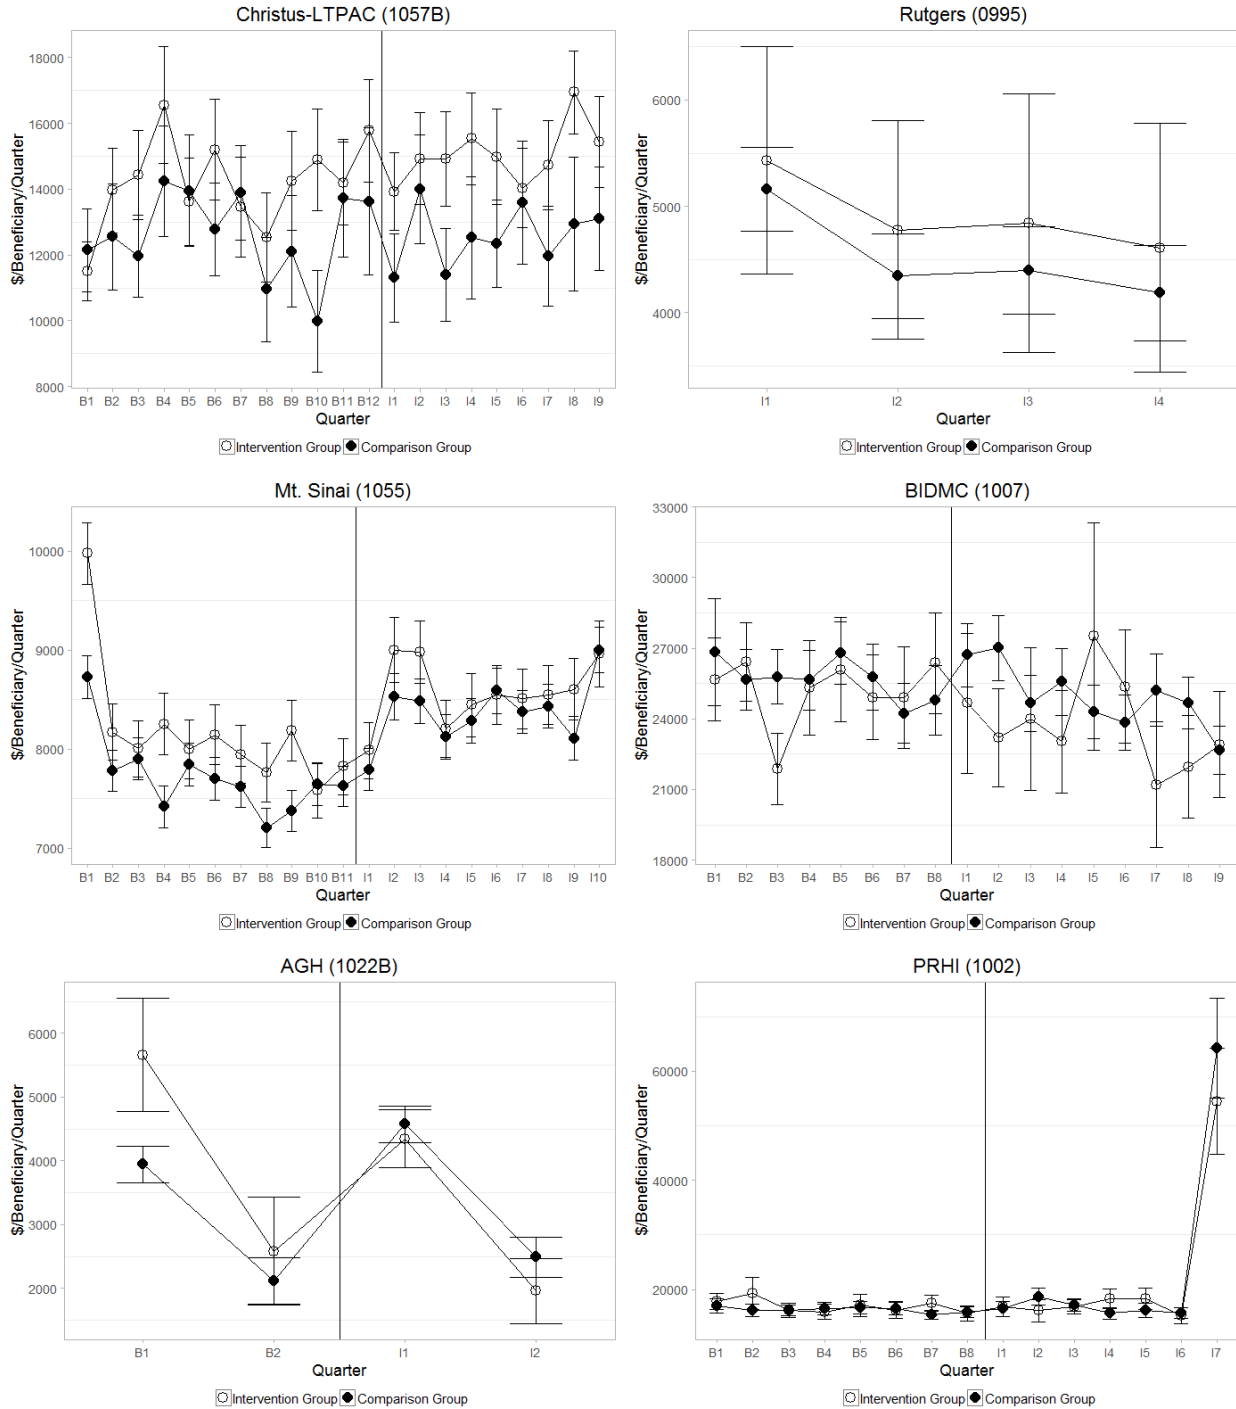 Christus-LTPAC (1057B)
$/Beneficiary/Quarter
18000
16000
14000
12000
10000
8000
B1 B2 B3 B4 B5 B6 B7 B8 B9 B10 B11 B12 I1 I2 I3 I4 I5 I6 I7 I8 I9
Quarter
Intervention Group Comparison Group
Rutgers (0995)
$/Beneficiary/Quarter
6000
5000
4000
I1 I2 I3 I4
Quarter
Intervention Group Comparison Group
Mt. Sinai (1055)
$/Beneficiary/Quarter
10000
9000
8000
7000
B1 B2 B3 B4 B5 B6 B7 B8 B9 B10 B11 I1 I2 I3 I4 I5 I6 I7 I8 I9 I10
Quarter
Intervention Group Comparison Group
BIDMC (1007)
$/Beneficiary/Quarter
33000
30000
27000
24000
21000
18000
B1 B2 B3 B4 B5 B6 B7 B8 I1 I2 I3 I4 I5 I6 I7 I8 I9
Quarter
Intervention Group Comparison Group
AGH (1022B)
$/Beneficiary/Quarter
6000
5000
4000
3000
2000
B1 B2 I1 I2
Quarter
Intervention Group Comparison Group
PRHI (1002)
$/Beneficiary/Quarter
60000
40000
20000
B1 B2 B3 B4 B5 B6 B7 B8 I1 I2 I3 I4 I5 I6 I7
Quarter
Intervention Group Comparison Group